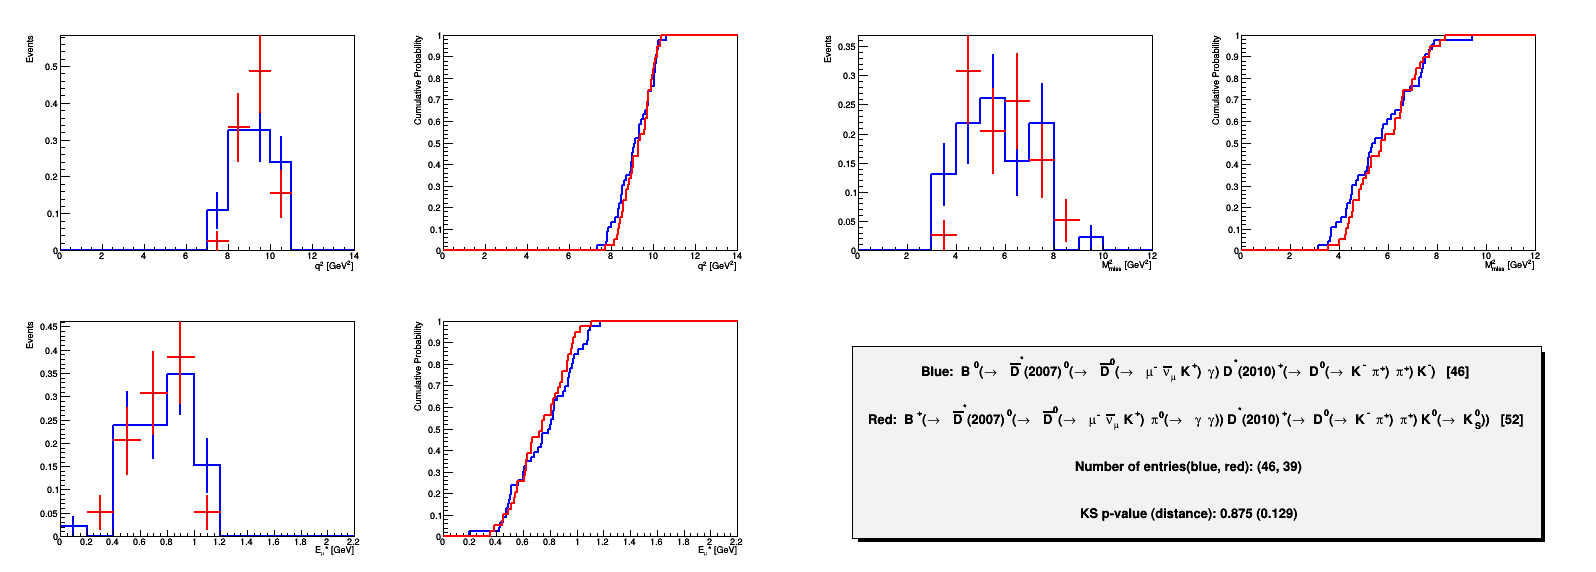 Events
0.5
0.4
0.3
0.2
0.1
0
0 2 4 6 8 10 12 14
q² [GeV²]
Cumulative Probability
1
0.9
0.8
0.7
0.6
0.5
0.4
0.3
0.2
0.1
0
0 2 4 6 8 10 12 14
q² [GeV²]
Events
0.35
0.3
0.25
0.2
0.15
0.1
0.05
0
0 2 4 6 8 10 12
M²miss [GeV²]
Cumulative Probability
1
0.9
0.8
0.7
0.6
0.5
0.4
0.3
0.2
0.1
0
0 2 4 6 8 10 12
M²miss [GeV²]
Events
0.45
0.4
0.35
0.3
0.25
0.2
0.15
0.1
0.05
0
0 0.2 0.4 0.6 0.8 1 1.2 1.4 1.6 1.8 2 2.2
Eμ* [GeV]
Cumulative Probability
1
0.9
0.8
0.7
0.6
0.5
0.4
0.3
0.2
0.1
0
0 0.2 0.4 0.6 0.8 1 1.2 1.4 1.6 1.8 2 2.2
Eμ* [GeV]
Blue: B⁰(→ D̅*(2007)⁰(→ D̅⁰(→ μ⁻ ν̅μ K⁺) γ) D*(2010)⁺(→ D⁰(→ K⁻ π⁺) π⁺) K⁻) [46]
Red: B⁺(→ D̅*(2007)⁰(→ D̅⁰(→ μ⁻ ν̅μ K⁺) π⁰(→ γ γ)) D*(2010)⁺(→ D⁰(→ K⁻ π⁺) π⁺) K⁰(→ K⁰S)) [52]
Number of entries(blue, red): (46, 39)
KS p-value (distance): 0.875 (0.129)